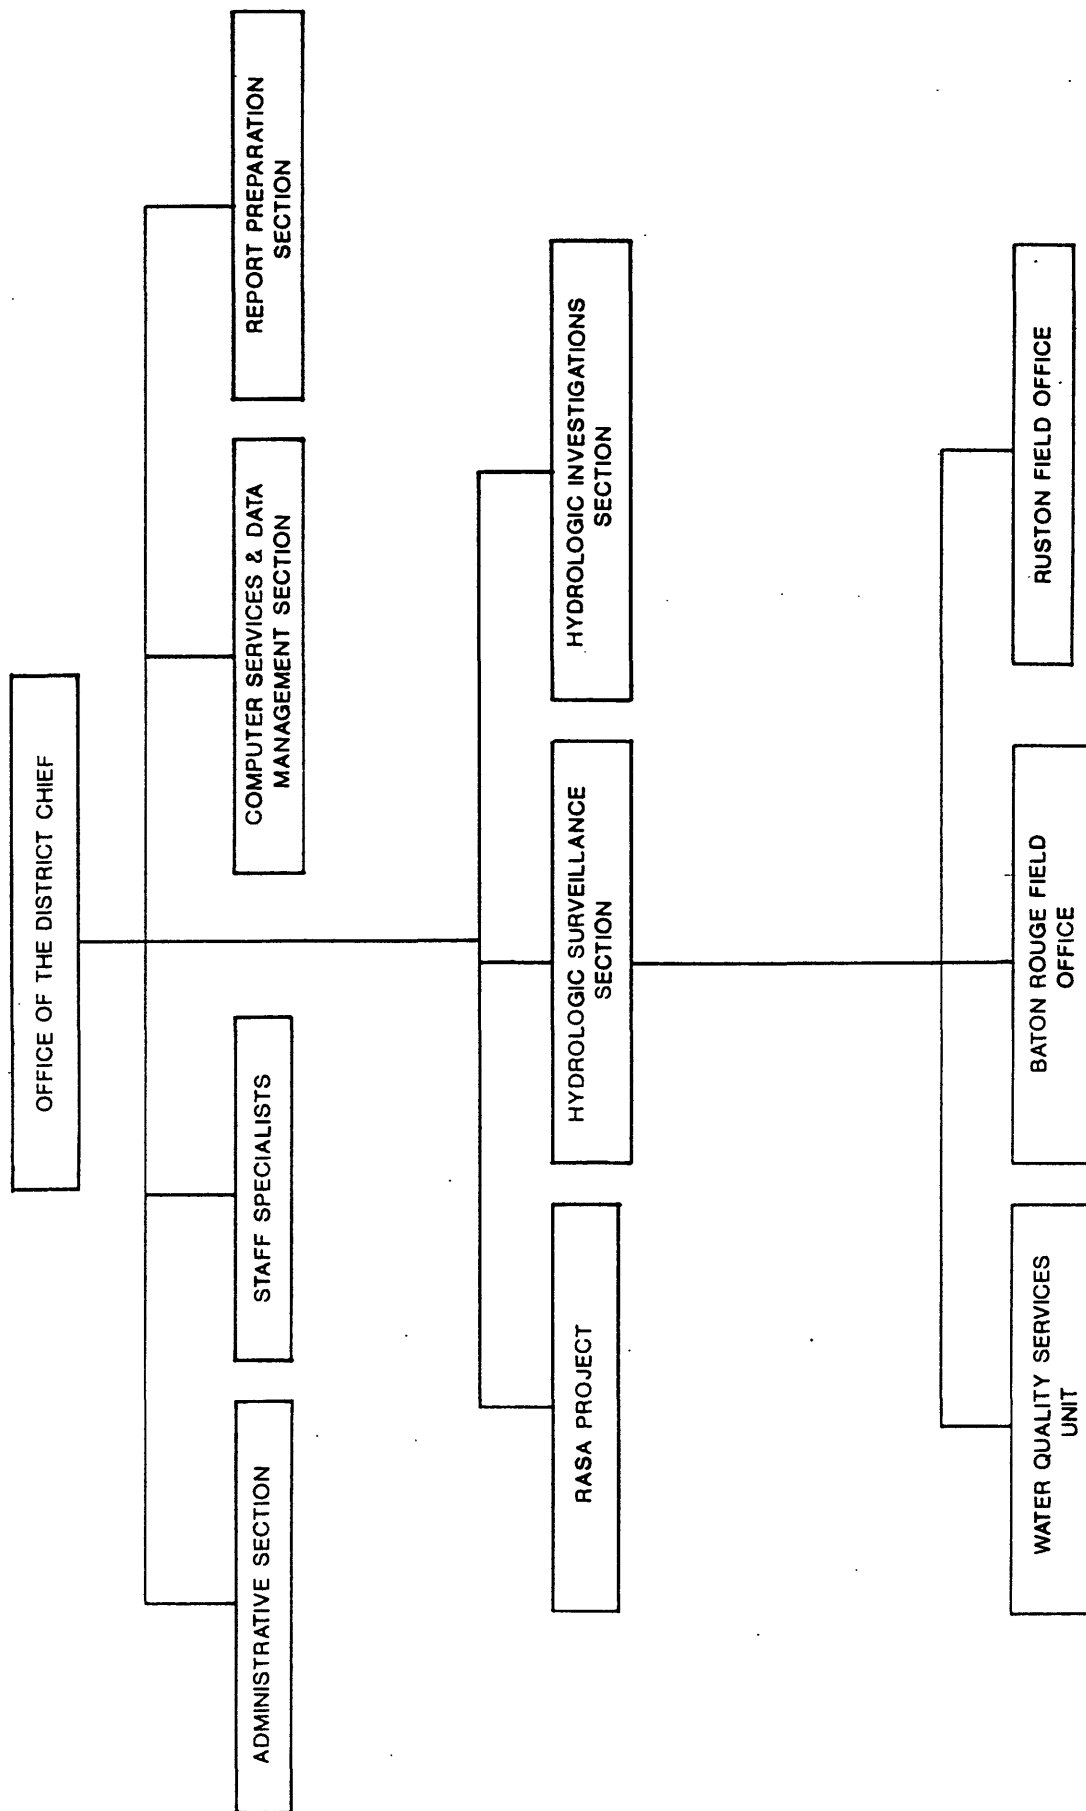 OFFICE OF THE DISTRICT CHIEF
ADMINISTRATIVE SECTION
STAFF SPECIALISTS
COMPUTER SERVICES & DATA
MANAGEMENT SECTION
REPORT PREPARATION
SECTION
RASA PROJECT
HYDROLOGIC SURVEILLANCE
SECTION
HYDROLOGIC INVESTIGATIONS
SECTION
WATER QUALITY SERVICES
UNIT
BATON ROUGE FIELD
OFFICE
RUSTON FIELD OFFICE